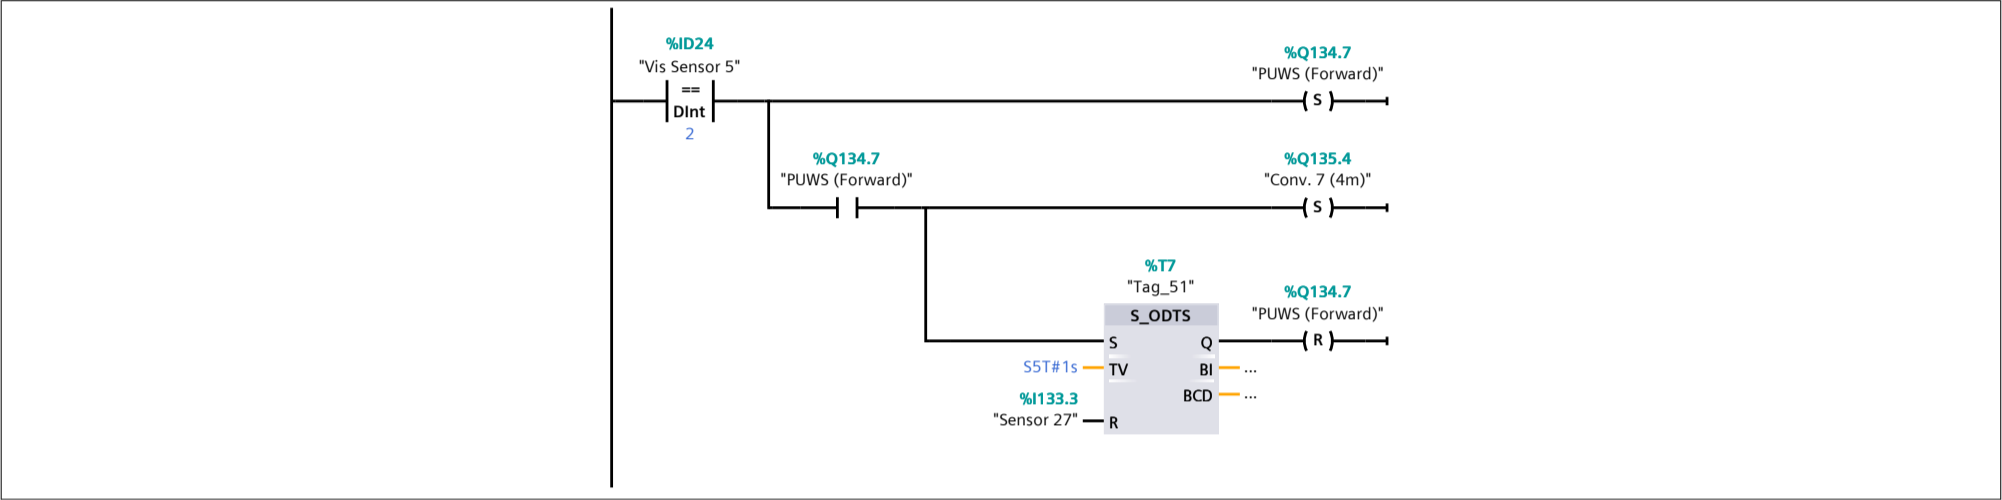 %ID24
"Vis Sensor 5"
==
DInt
2
%Q134.7
"PUWS (Forward)"
S
%Q134.7
"PUWS (Forward)"
%Q135.4
"Conv. 7 (4m)"
S
%T7
"Tag_51"
S_ODTS
S
Q
S5T#1s
TV
BI
...
BCD
...
%I133.3
"Sensor 27"
R
%Q134.7
"PUWS (Forward)"
R